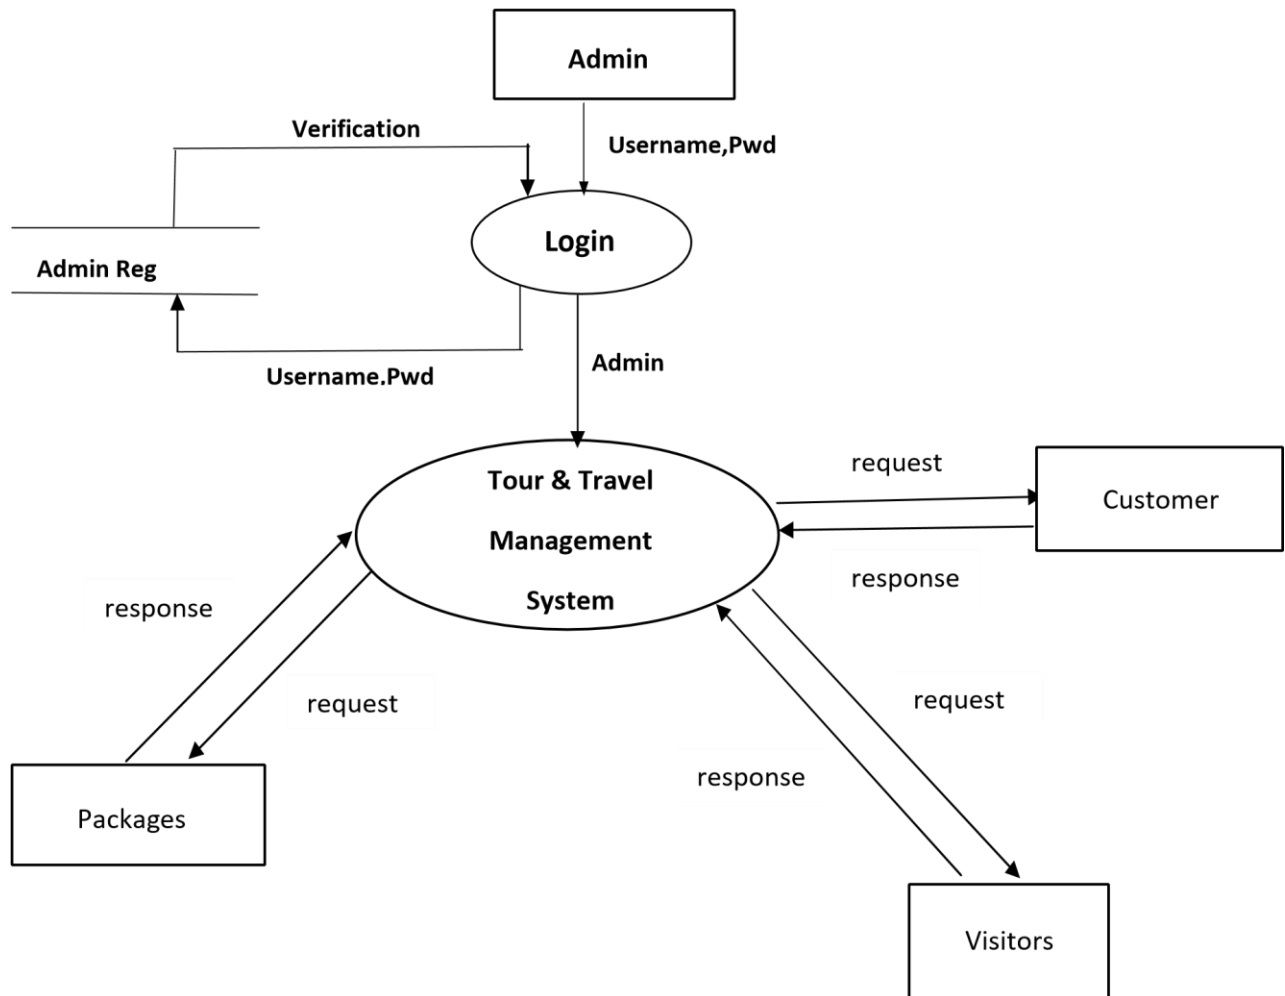 Admin
Verification
Username,Pwd
Login
Admin Reg
Admin
Username.Pwd
Tour & Travel
Management
System
request
Customer
response
response
request
request
response
Packages
Visitors